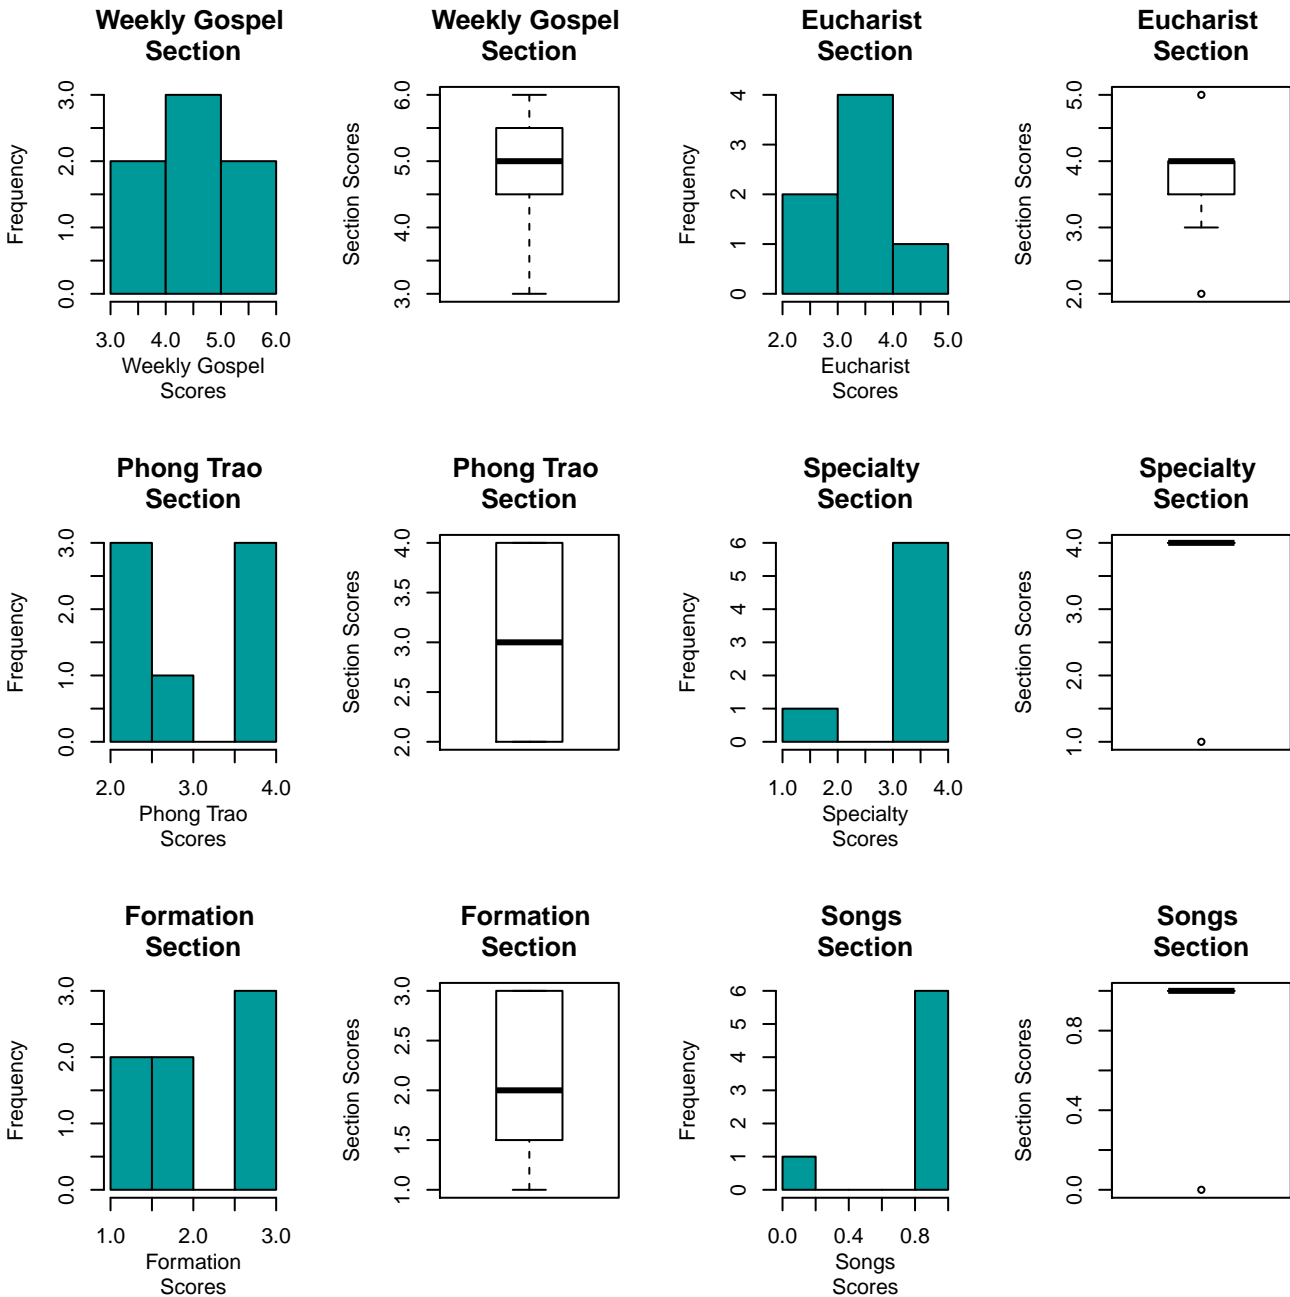 Weekly Gospel
Section
Frequency
0.0 1.0 2.0 3.0
3.0 4.0 5.0 6.0
Weekly Gospel
Scores
Weekly Gospel
Section
Section Scores
3.0 4.0 5.0 6.0
Eucharist
Section
Frequency
0 1 2 3 4
2.0 3.0 4.0 5.0
Eucharist
Scores
Eucharist
Section
Section Scores
2.0 3.0 4.0 5.0
Phong Trao
Section
Frequency
0.0 1.0 2.0 3.0
2.0 3.0 4.0
Phong Trao
Scores
Phong Trao
Section
Section Scores
2.0 2.5 3.0 3.5 4.0
Specialty
Section
Frequency
0 1 2 3 4 5 6
1.0 2.0 3.0 4.0
Specialty
Scores
Specialty
Section
Section Scores
1.0 2.0 3.0 4.0
Formation
Section
Frequency
0.0 1.0 2.0 3.0
1.0 2.0 3.0
Formation
Scores
Formation
Section
Section Scores
1.0 1.5 2.0 2.5 3.0
Songs
Section
Frequency
0 1 2 3 4 5 6
0.0 0.4 0.8
Songs
Scores
Songs
Section
Section Scores
0.0 0.4 0.8